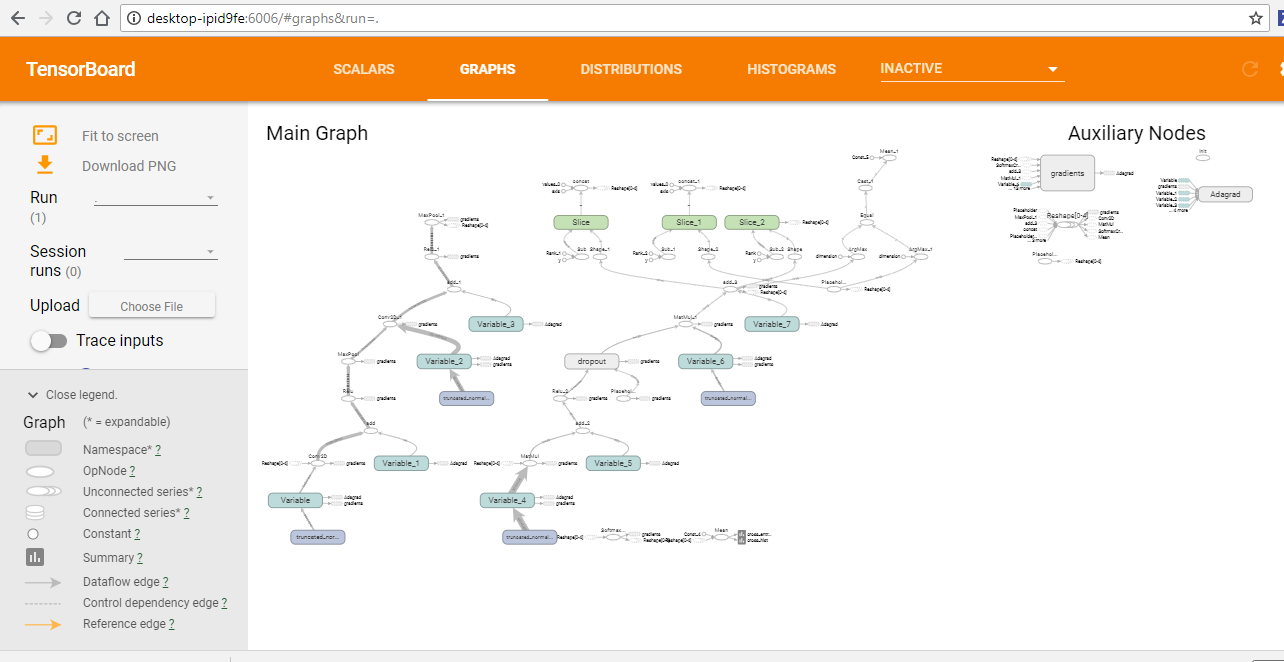 desktop-ipid9fe:6006/#graphs&run=.
TensorBoard
SCALARS
GRAPHS
DISTRIBUTIONS
HISTOGRAMS
INACTIVE
Fit to screen
Download PNG
Run
(1)
.
Session
runs (0)
Upload
Choose File
Trace inputs
Close legend.
Graph
(* = expandable)
Namespace* ?
OpNode ?
Unconnected series* ?
Connected series* ?
Constant ?
Summary ?
Dataflow edge ?
Control dependency edge ?
Reference edge ?
Main Graph
Mean_1
Const_5
Cast_1
concat
values_0
axis
Reshape[0-4]
concat_1
values_0
axis
Reshape[0-4]
Slice
Slice_1
Slice_2
Reshape[0-4]
Equal
MaxPool_1
gradients
Reshape[0-4]
Rank_1
y
Sub
Shape_1
Rank_2
y
Sub_1
Shape_2
Rank
y
Sub_2
Shape
ArgMax
dimension
ArgMax_1
dimension
Relu_1
gradients
add_1
add_3
gradients
Reshape[0-4]
Placehol...
Reshape[0-4]
Conv2D_1
gradients
Variable_3
Adagrad
MatMul_1
gradients
Variable_7
Adagrad
MaxPool
gradients
Variable_2
Adagrad
gradients
dropout
gradients
Variable_6
Adagrad
gradients
Relu
gradients
truncated_normal...
Relu_2
gradients
Placehol...
gradients
truncated_normal...
add
add_2
Reshape[0-4]
Conv2D
gradients
Variable_1
Adagrad
Reshape[0-4]
MatMul
gradients
Variable_5
Adagrad
Variable
Adagrad
gradients
Variable_4
Adagrad
gradients
truncated_nor...
truncated_normal...
Reshape[0-4]
Softmax...
gradients
Reshape[0-4]
Const_4
Reshape[0-4]
Mean
cross_entr...
cross_hist
Auxiliary Nodes
Reshape[0-4]
SoftmaxCr...
add_3
MatMul_1
Variable_6
... 13 more
gradients
Adagrad
init
Variable
gradients
Variable_1
Variable_2
Variable_3
... 4 more
Adagrad
Placeholder
MaxPool_1
add_3
concat
Placeholder...
... 3 more
Reshape[0-4]
gradients
Conv2D
MatMul
SoftmaxCr...
Mean
Placehol...
Reshape[0-4]